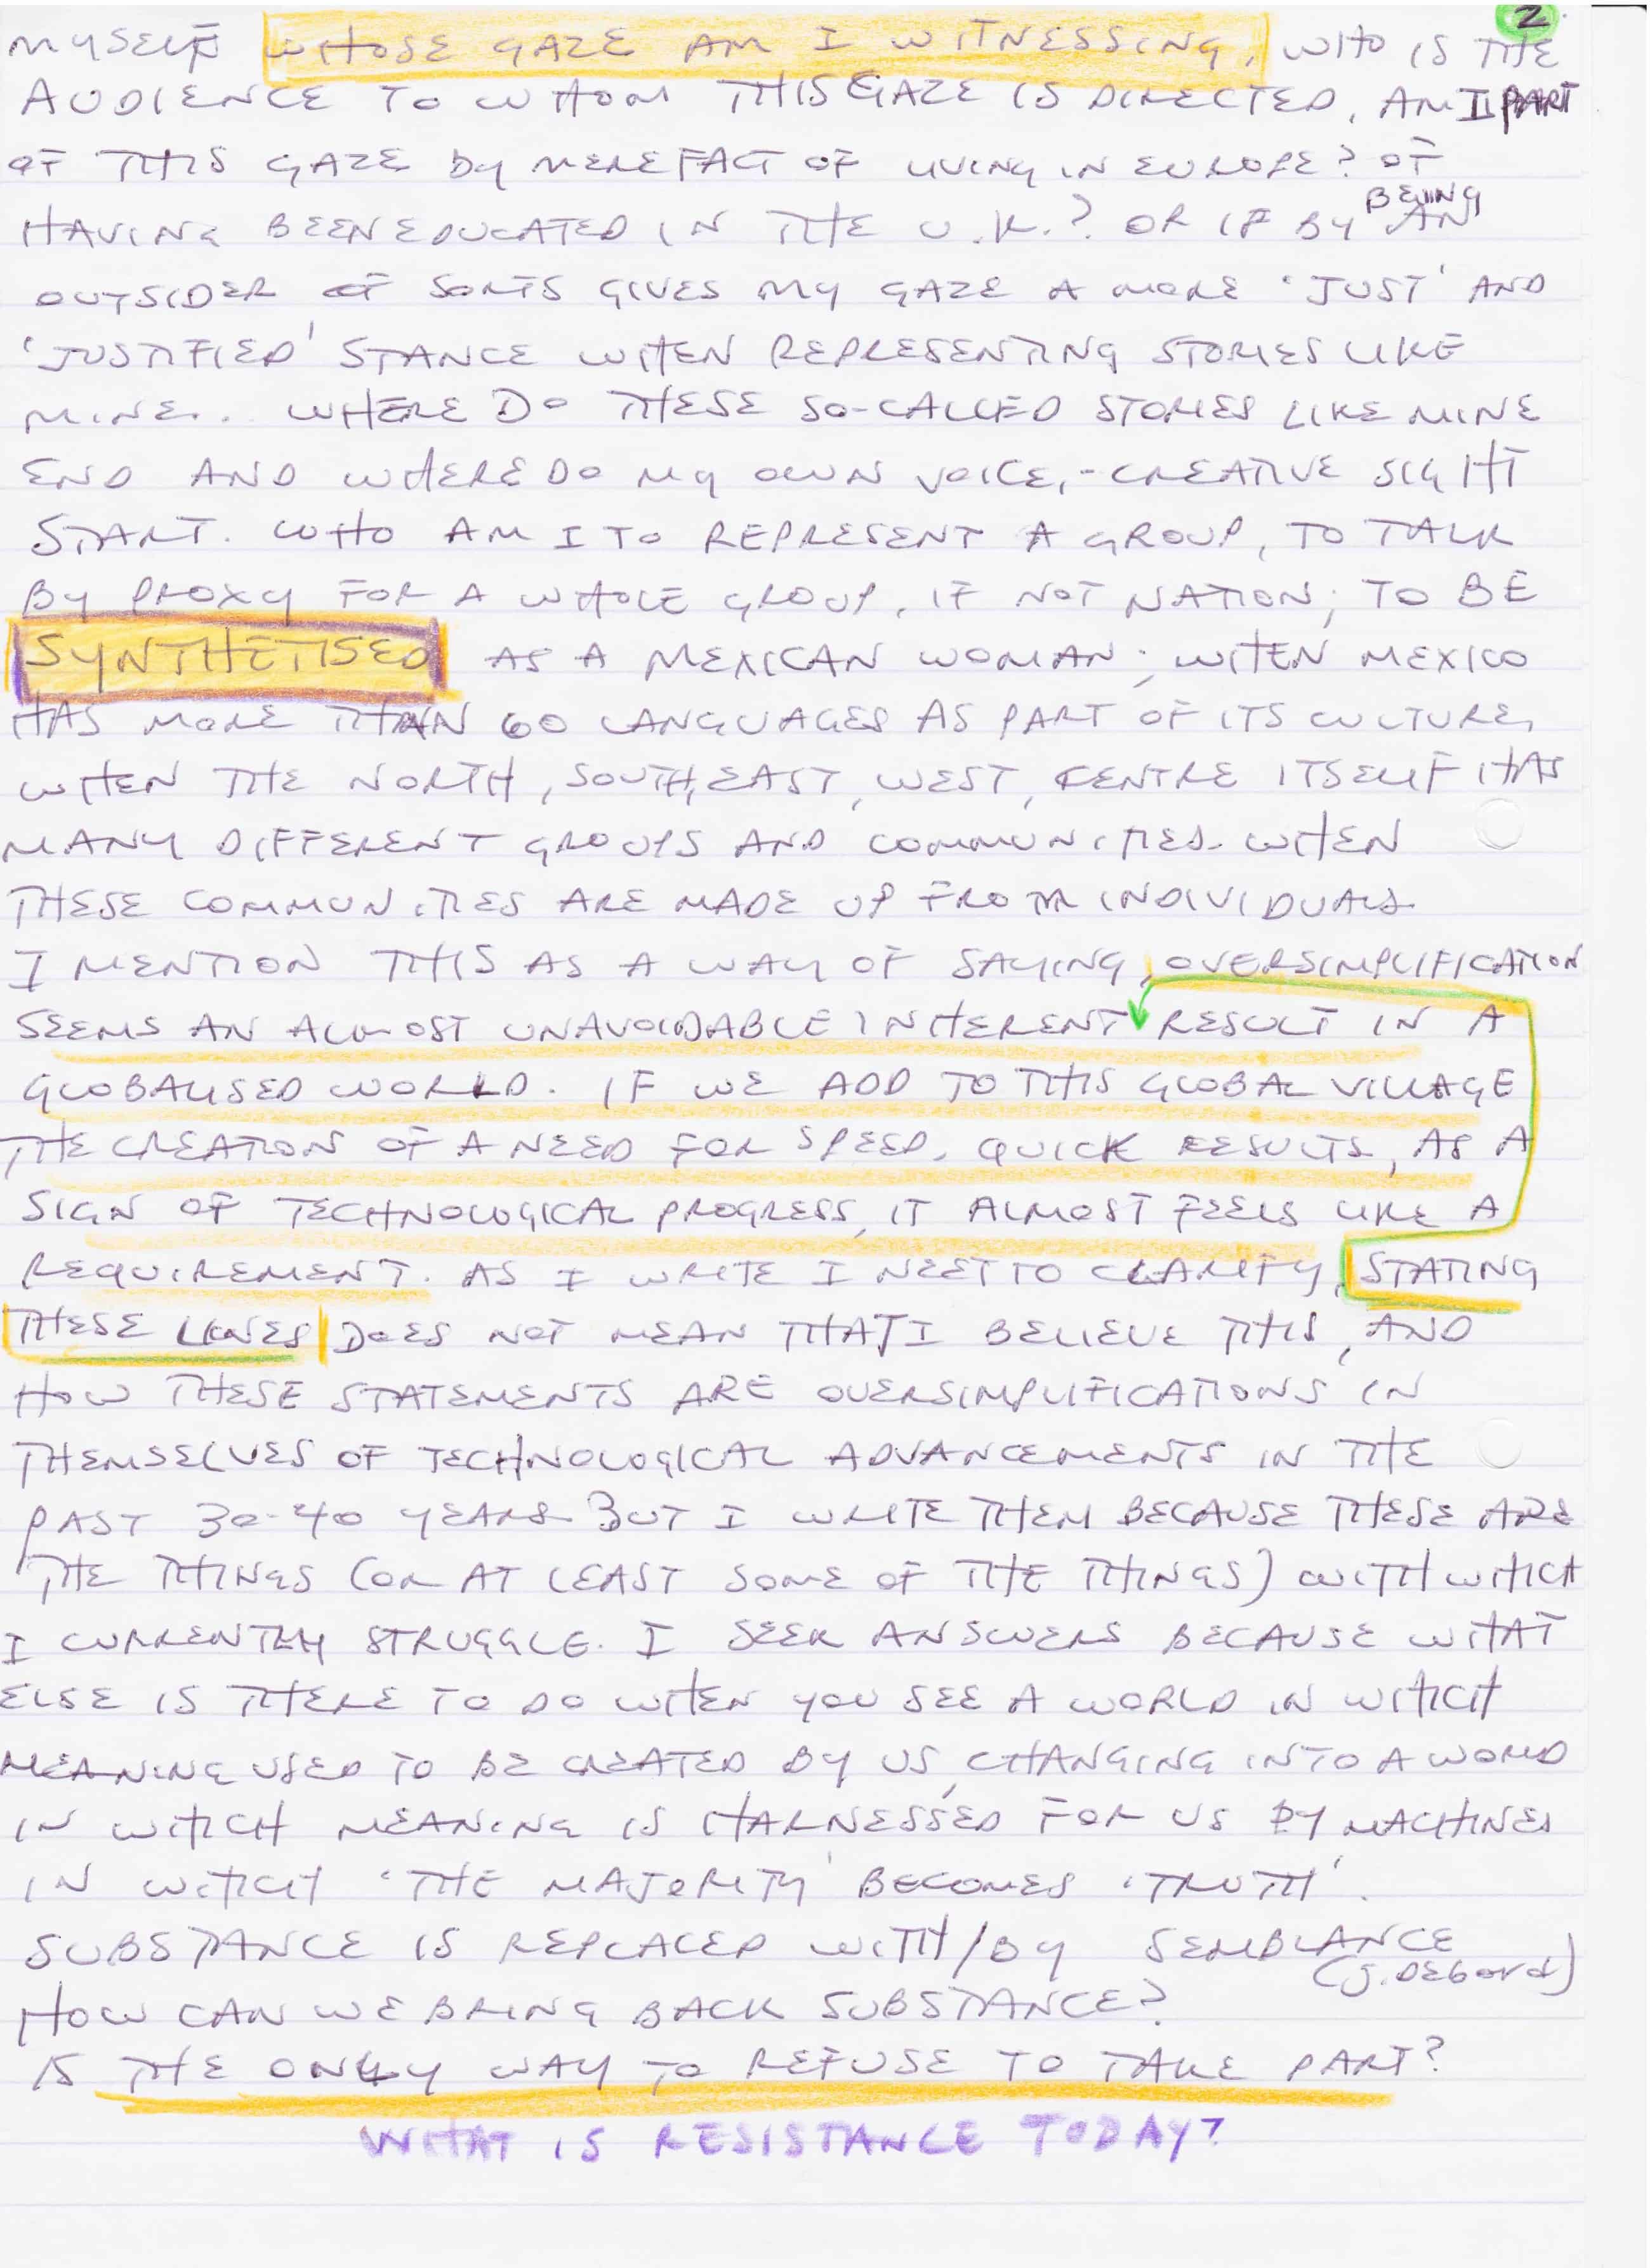 2.
MYSELF WHOSE GAZE AM I WITNESSING, WHO IS THE
AUDIENCE TO WHOM THIS GAZE IS DIRECTED, AM I PART
OF THIS GAZE BY MERE FACT OF LIVING IN EUROPE? OF
HAVING BEEN EDUCATED IN THE U.K.? OR IF BY BEING AN
OUTSIDER OF SORTS GIVES MY GAZE A MORE 'JUST' AND
'JUSTIFIED' STANCE WHEN REPRESENTING STORIES LIKE
MINE... WHERE DO THESE SO-CALLED STORIES LIKE MINE
END AND WHERE DO MY OWN VOICE,-CREATIVE SIGHT
START. WHO AM I TO REPRESENT A GROUP, TO TALK
BY PROXY FOR A WHOLE GROUP, IF NOT NATION; TO BE
SYNTHETISED AS A MEXICAN WOMAN; WHEN MEXICO
HAS MORE THAN 60 LANGUAGES AS PART OF ITS CULTURE,
WHEN THE NORTH, SOUTH, EAST, WEST, CENTRE ITSELF HAS
MANY DIFFERENT GROUPS AND COMMUNITIES. WHEN
THESE COMMUNITIES ARE MADE UP FROM INDIVIDUALS.
I MENTION THIS AS A WAY OF SAYING, OVERSIMPLIFICATION
SEEMS AN ALMOST UNAVOIDABLE INHERENT RESULT IN A
GLOBALISED WORLD. IF WE ADD TO THIS GLOBAL VILLAGE
THE CREATION OF A NEED FOR SPEED, QUICK RESULTS, AS A
SIGN OF TECHNOLOGICAL PROGRESS, IT ALMOST FEELS LIKE A
REQUIREMENT. AS I WRITE I NEET TO CLARIFY, STATING
THESE LINES DOES NOT MEAN THAT I BELIEVE THIS, AND
HOW THESE STATEMENTS ARE OVERSIMPLIFICATIONS IN
THEMSELVES OF TECHNOLOGICAL ADVANCEMENTS IN THE
PAST 30-40 YEARS. BUT I WRITE THEM BECAUSE THESE ARE
THE THINGS (OR AT LEAST SOME OF THE THINGS) WITH WHICH
I CURRENTLY STRUGGLE. I SEEK ANSWERS BECAUSE WHAT
ELSE IS THERE TO DO WHEN YOU SEE A WORLD IN WHICH
MEANING USED TO BE CREATED BY US, CHANGING INTO A WORLD
IN WHICH MEANING IS HARNESSED FOR US BY MACHINES
IN WHICH 'THE MAJORITY' BECOMES 'TRUTH'.
SUBSTANCE IS REPLACED WITH/BY SEMBLANCE
(J. DEBORD)
HOW CAN WE BRING BACK SUBSTANCE?
IS THE ONLY WAY TO REFUSE TO TAKE PART?
WHAT IS RESISTANCE TODAY?